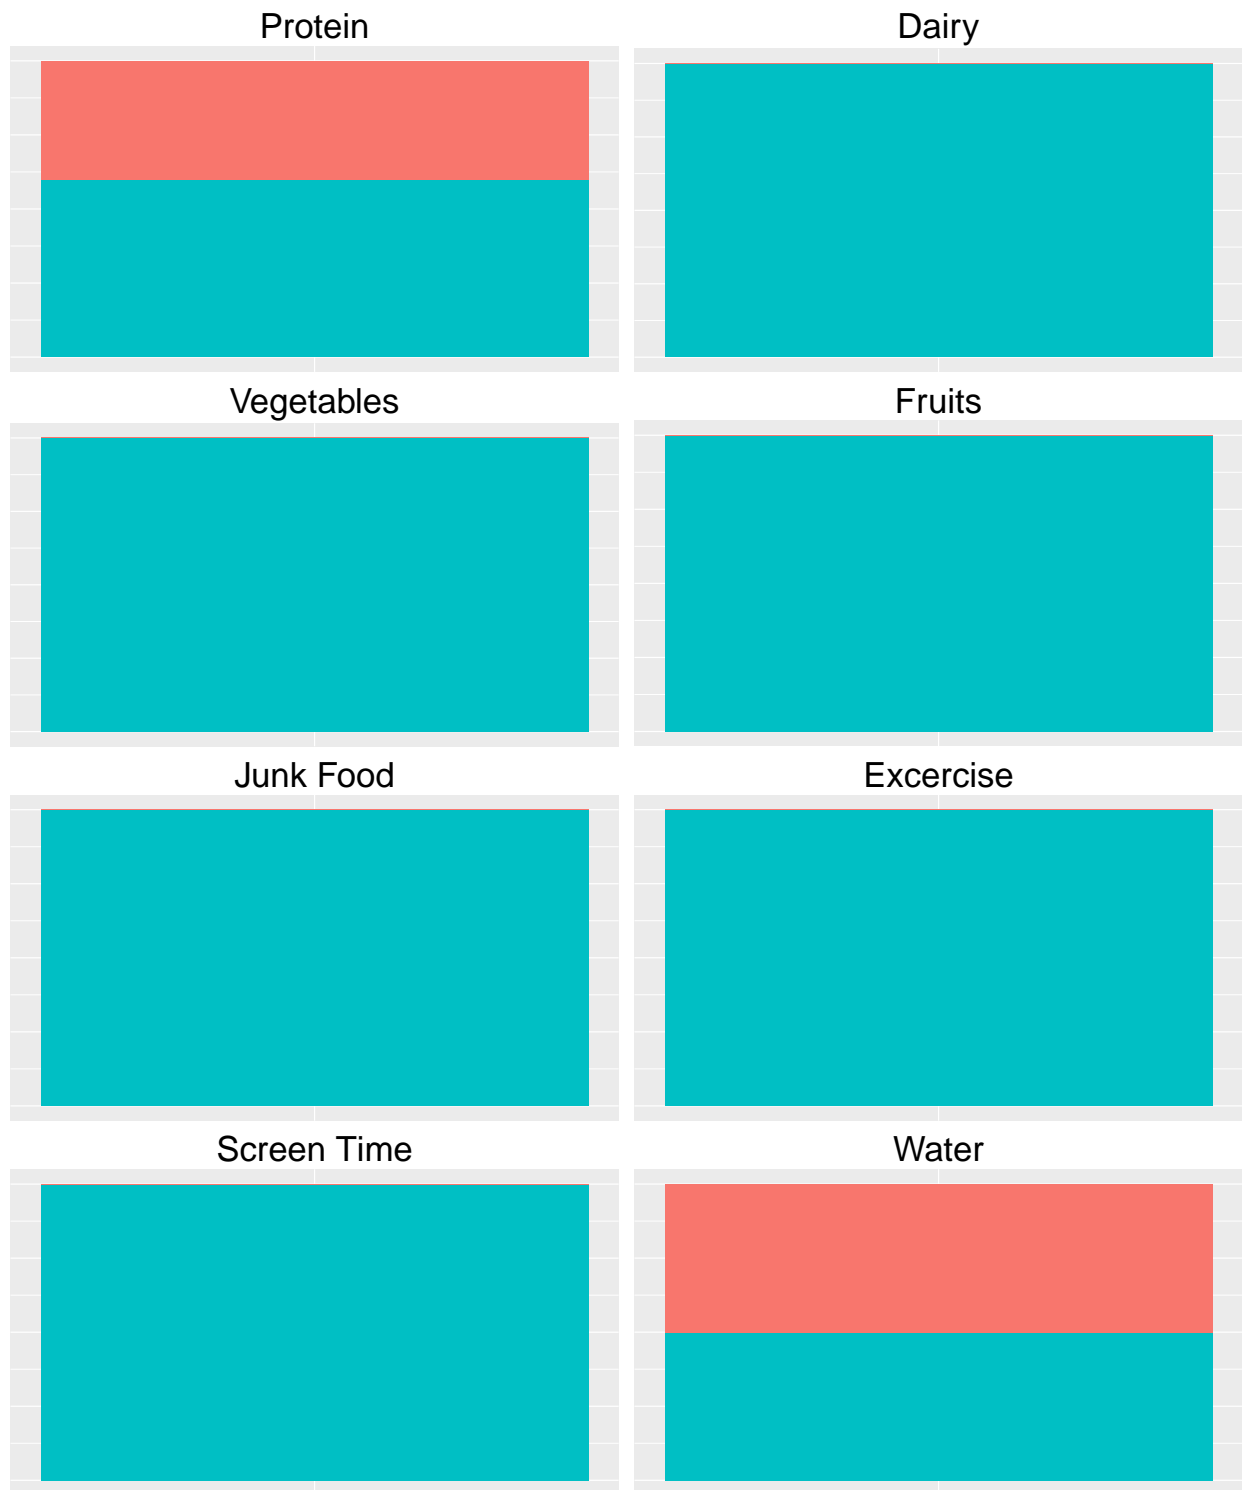 Protein
Dairy
Vegetables
Fruits
Junk Food
Excercise
Screen Time
Water